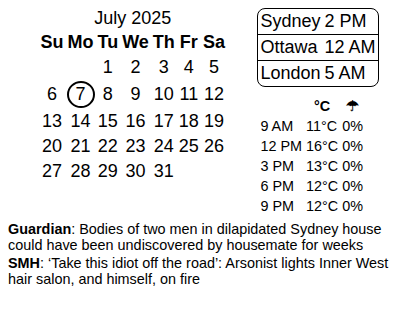 July 2025
Su Mo Tu We Th Fr Sa
1 2 3 4 5
6 7 8 9 10 11 12
13 14 15 16 17 18 19
20 21 22 23 24 25 26
27 28 29 30 31
Sydney 2 PM
Ottawa 12 AM
London 5 AM
°C ☂
9 AM 11°C 0%
12 PM 16°C 0%
3 PM 13°C 0%
6 PM 12°C 0%
9 PM 12°C 0%
Guardian: Bodies of two men in dilapidated Sydney house
could have been undiscovered by housemate for weeks
SMH: ‘Take this idiot off the road’: Arsonist lights Inner West
hair salon, and himself, on fire